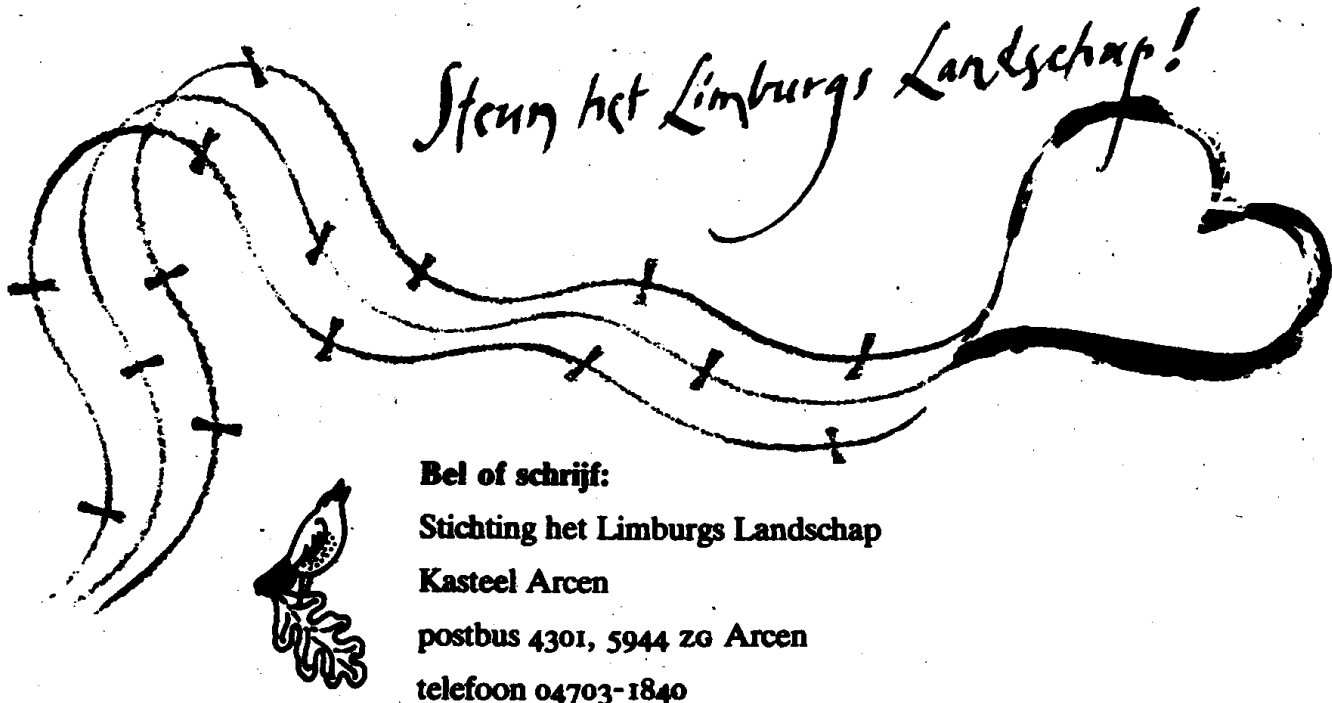 Steun het Limburgs Landschap!
Bel of schrijf:
Stichting het Limburgs Landschap
Kasteel Arcen
postbus 4301, 5944 ZG Arcen
telefoon 04703-1840